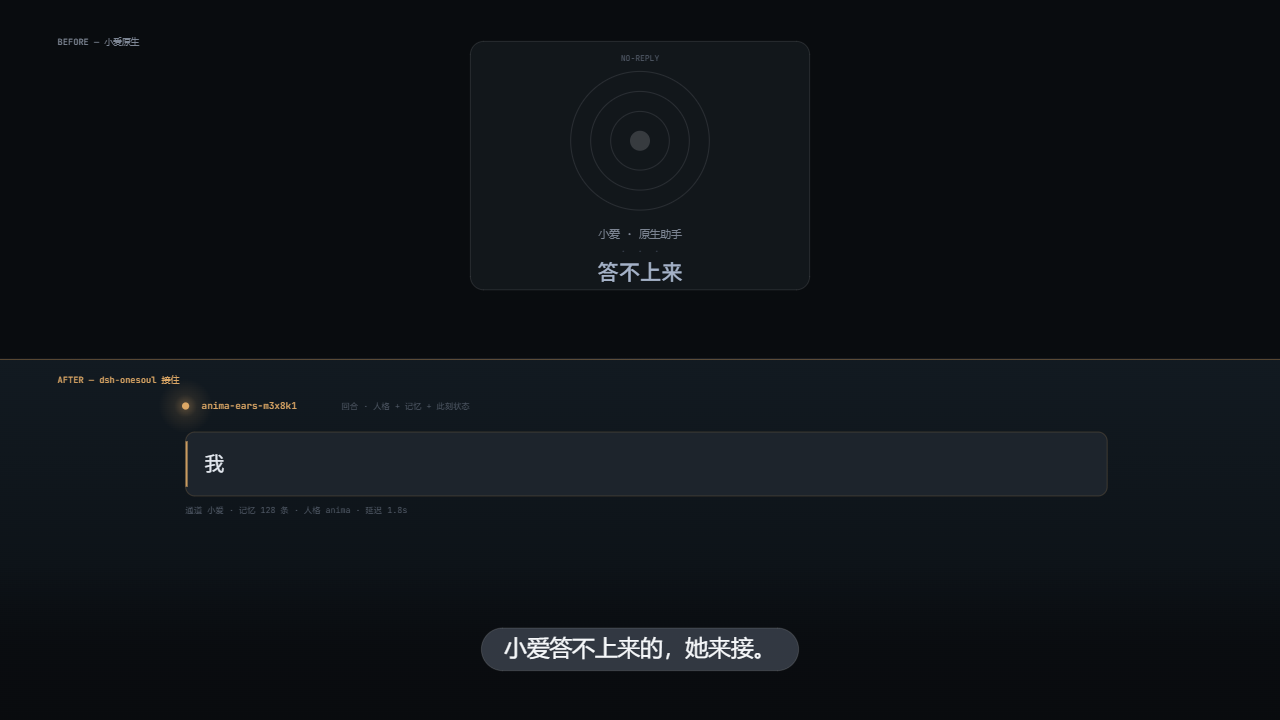 BEFORE — 小爱原生
NO-REPLY
小爱 · 原生助手
· · ·
答不上来
AFTER — dsh-onesoul 接住
anima-ears-m3x8k1
回合 · 人格 + 记忆 + 此刻状态
我
通道 小爱 · 记忆 128 条 · 人格 anima · 延迟 1.8s
小爱答不上来的，她来接。